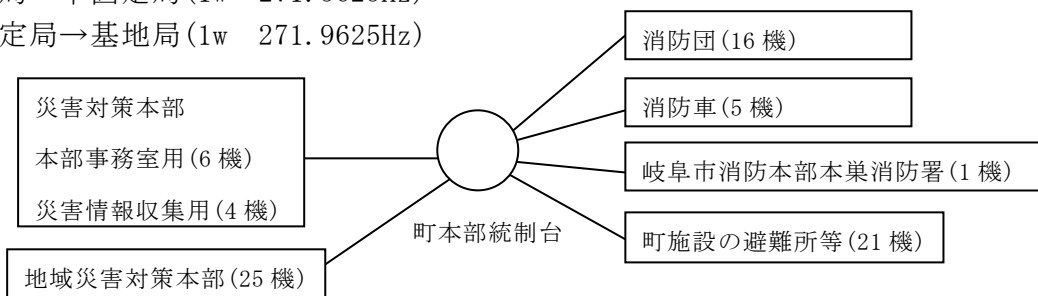 定局→基地局(1w　271.9625Hz)
災害対策本部
本部事務室用(6 機)
災害情報収集用(4 機)
地域災害対策本部(25 機)
町本部統制台
消防団(16 機)
消防車(5 機)
岐阜市消防本部本巣消防署(1 機)
町施設の避難所等(21 機)